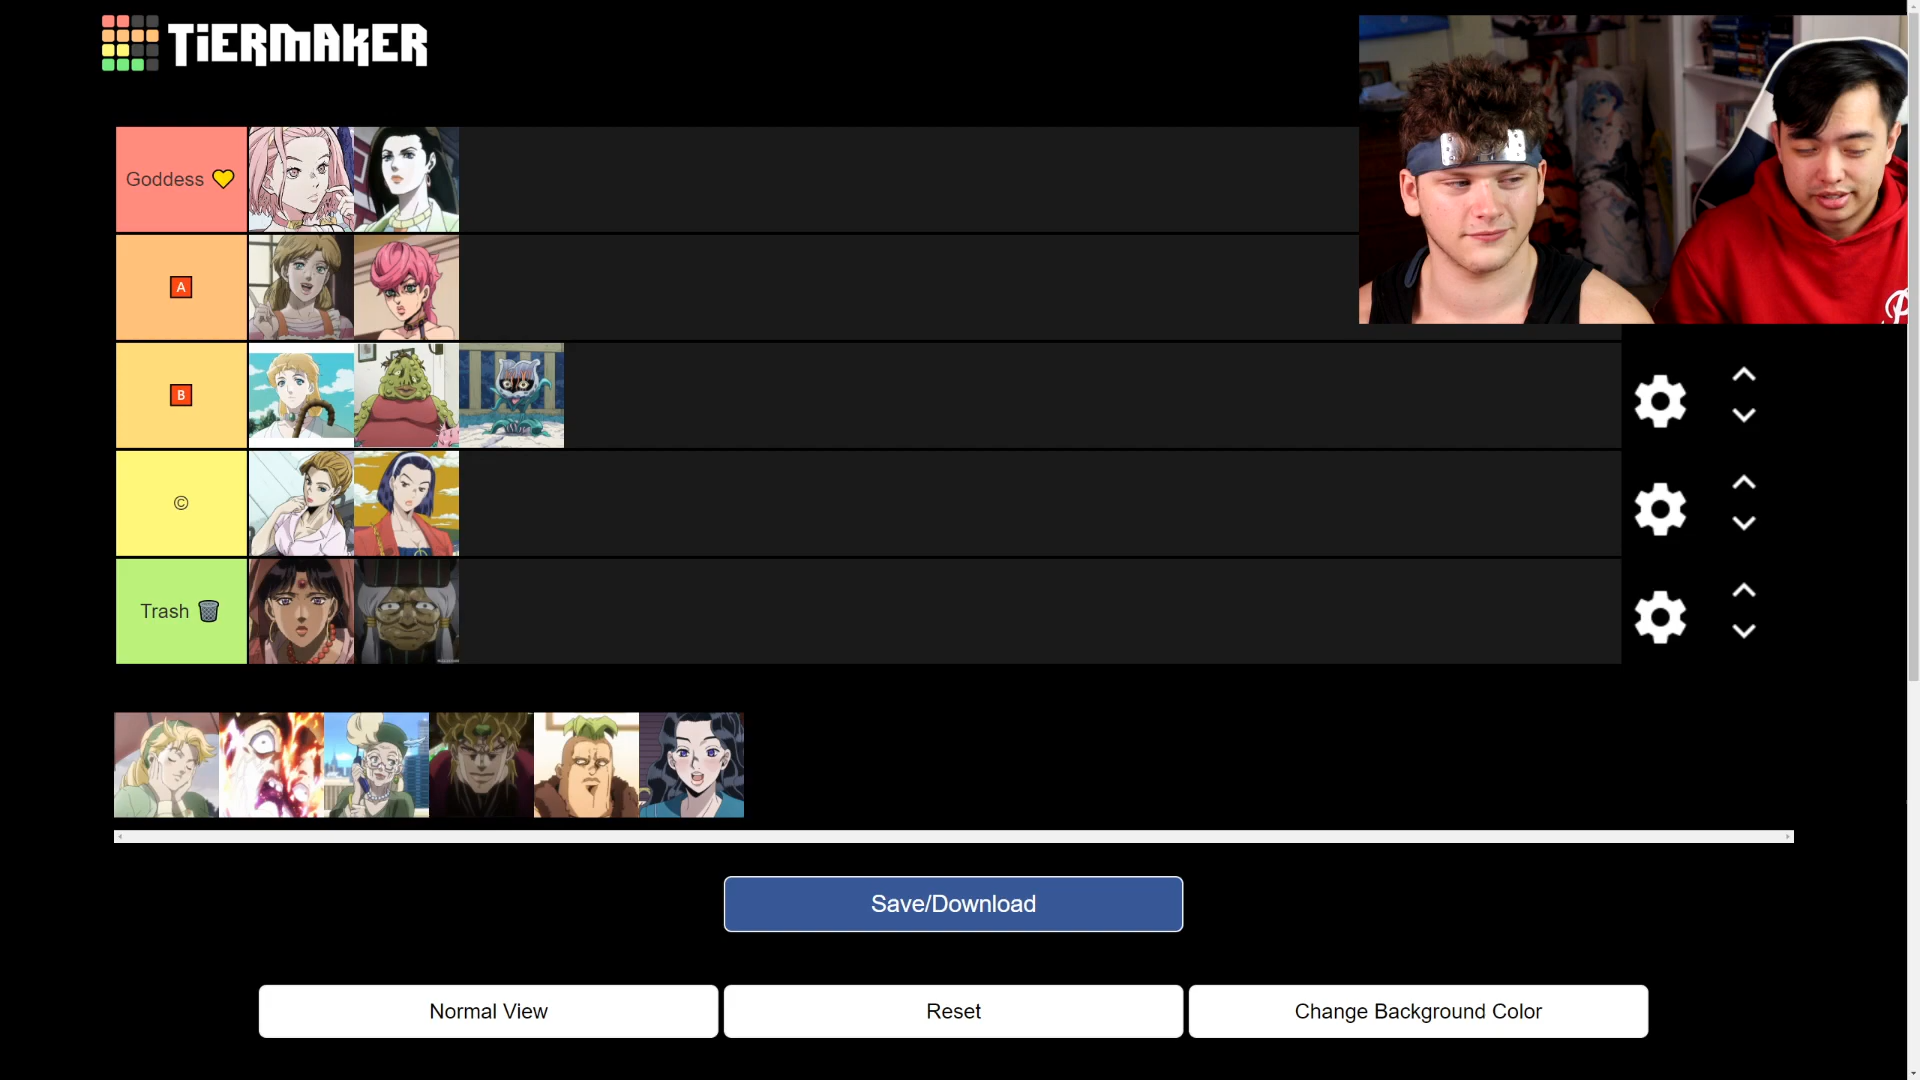 TiERMAKER
Goddess 💛
A
B
©
Trash 🗑
Save/Download
Normal View
Reset
Change Background Color